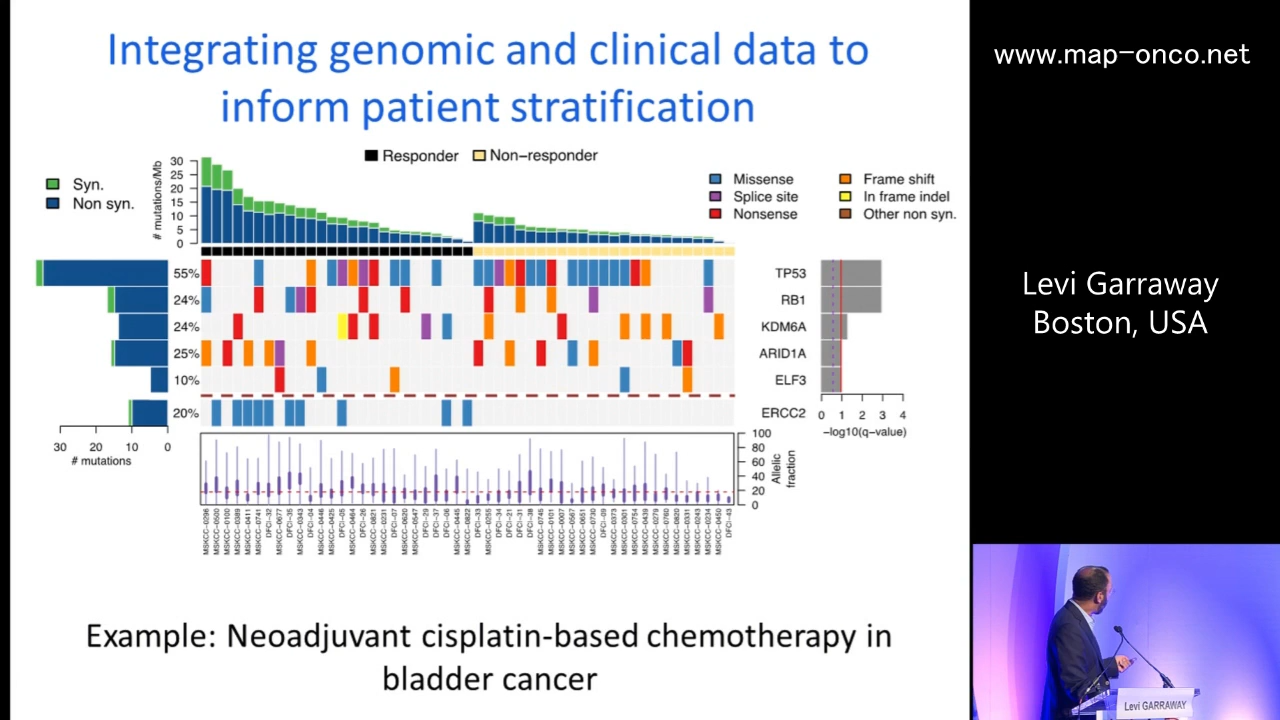 Integrating genomic and clinical data to
inform patient stratification
www.map-onco.net
Levi Garraway
Boston, USA
Responder
Non-responder
Syn.
Non syn.
# mutations/Mb
30
25
20
15
10
5
0
Missense
Splice site
Nonsense
Frame shift
In frame indel
Other non syn.
55%
24%
24%
25%
10%
20%
TP53
RB1
KDM6A
ARID1A
ELF3
ERCC2
0 1 2 3 4
-log10(q-value)
30 20 10 0
# mutations
100
80
60
40
20
0
Allelic
fraction
Example: Neoadjuvant cisplatin-based chemotherapy in
bladder cancer
Levi GARRAWAY